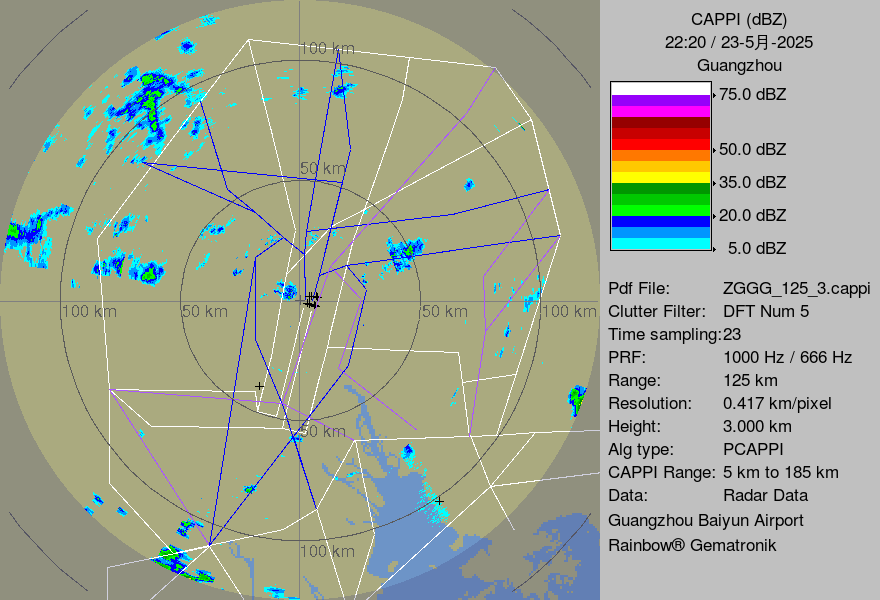 CAPPI (dBZ)
22:20 / 23-5月-2025
Guangzhou
75.0 dBZ
50.0 dBZ
35.0 dBZ
20.0 dBZ
5.0 dBZ
Pdf File: ZGGG_125_3.cappi
Clutter Filter: DFT Num 5
Time sampling:23
PRF: 1000 Hz / 666 Hz
Range: 125 km
Resolution: 0.417 km/pixel
Height: 3.000 km
Alg type: PCAPPI
CAPPI Range: 5 km to 185 km
Data: Radar Data
Guangzhou Baiyun Airport
Rainbow® Gematronik
100 km
50 km
100 km
50 km
50 km
100 km
50 km
100 km